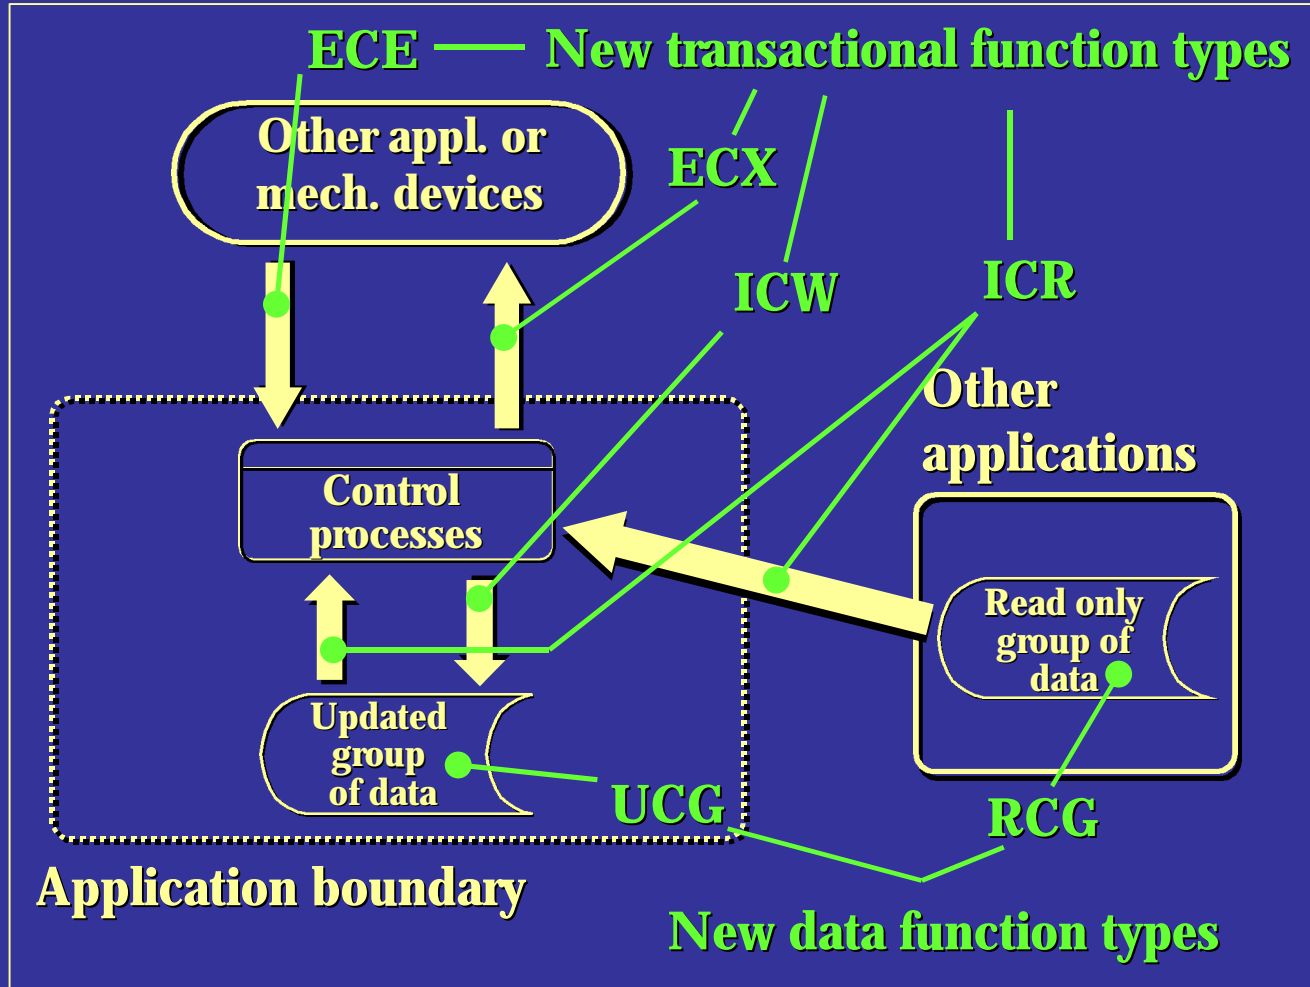 ECE
New transactional function types
Other appl. or
mech. devices
ECX
ICW
ICR
Other
applications
Control
processes
Read only
group of
data
Updated
group
of data
UCG
RCG
Application boundary
New data function types